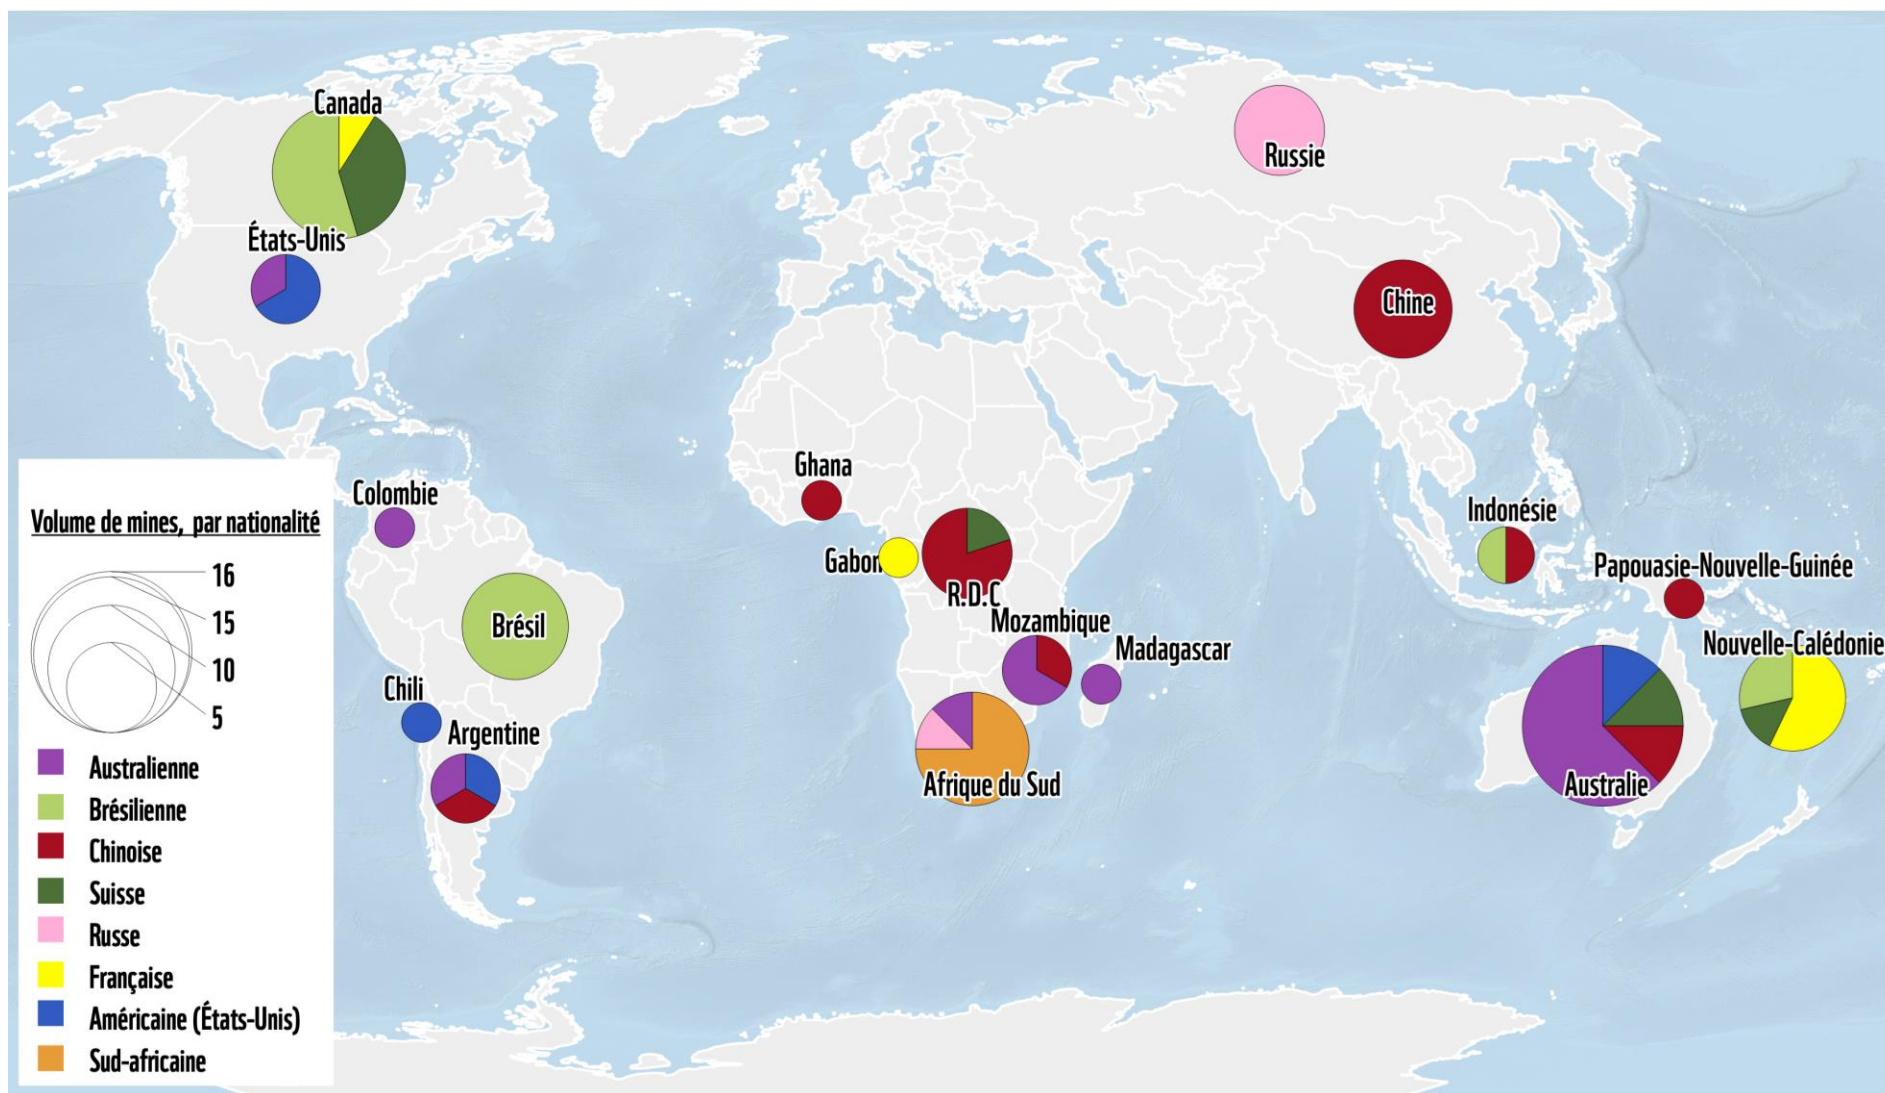 Canada
Russie
États-Unis
Chine
Ghana
Colombie
Indonésie
Gabon
Papouasie-Nouvelle-Guinée
R.D.C
Mozambique
Brésil
Madagascar
Nouvelle-Calédonie
Chili
Argentine
Afrique du Sud
Australie
Volume de mines, par nationalité
16
15
10
5
Australienne
Brésilienne
Chinoise
Suisse
Russe
Française
Américaine (États-Unis)
Sud-africaine